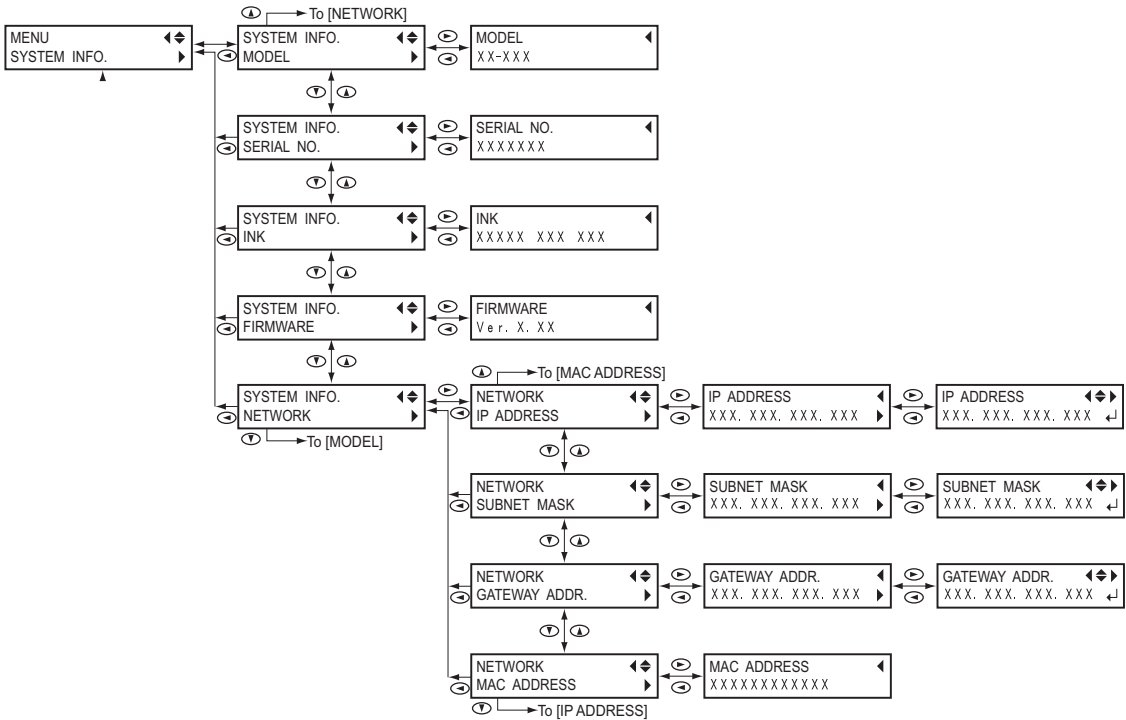 To [NETWORK]
MENU
SYSTEM INFO.
SYSTEM INFO.
MODEL
MODEL
XX-XXX
SYSTEM INFO.
SERIAL NO.
SERIAL NO.
XXXXXXX
SYSTEM INFO.
INK
INK
XXXXX XXX XXX
SYSTEM INFO.
FIRMWARE
FIRMWARE
Ver. X. XX
SYSTEM INFO.
NETWORK
To [MODEL]
To [MAC ADDRESS]
NETWORK
IP ADDRESS
IP ADDRESS
XXX. XXX. XXX. XXX
IP ADDRESS
XXX. XXX. XXX. XXX
NETWORK
SUBNET MASK
SUBNET MASK
XXX. XXX. XXX. XXX
SUBNET MASK
XXX. XXX. XXX. XXX
NETWORK
GATEWAY ADDR.
GATEWAY ADDR.
XXX. XXX. XXX. XXX
GATEWAY ADDR.
XXX. XXX. XXX. XXX
NETWORK
MAC ADDRESS
MAC ADDRESS
XXXXXXXXXXXX
To [IP ADDRESS]